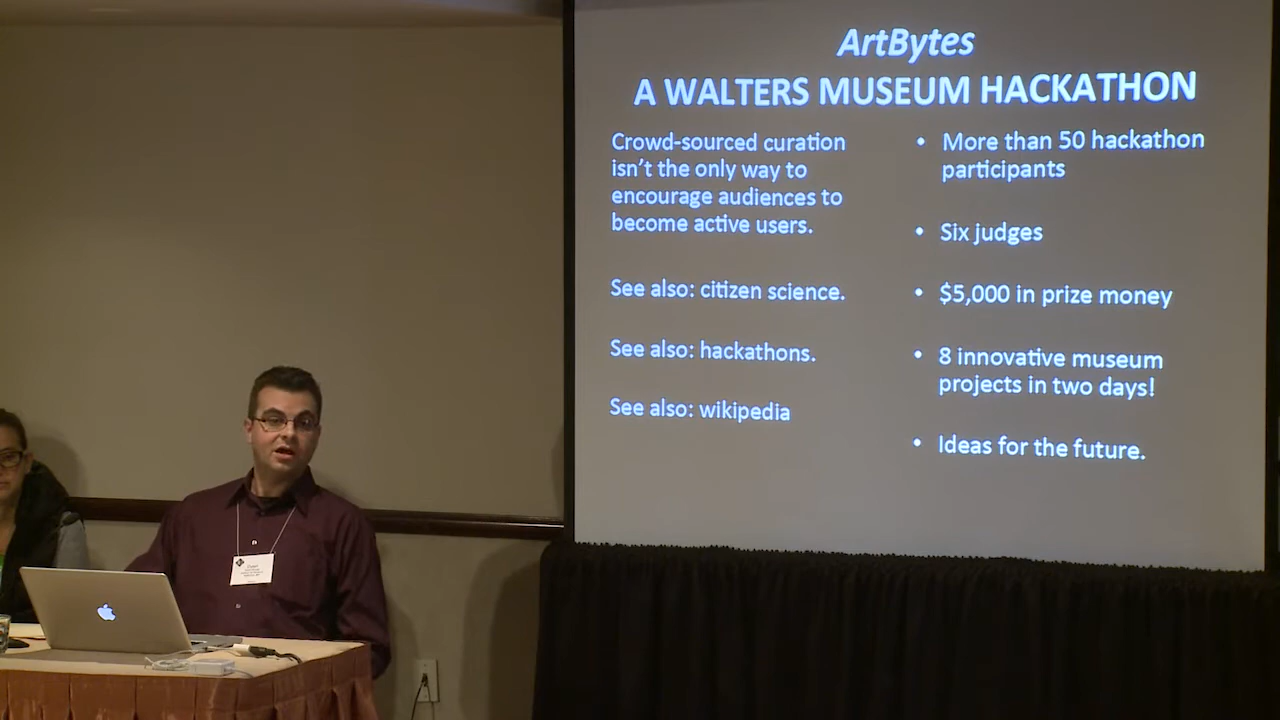 ArtBytes
A WALTERS MUSEUM HACKATHON
Crowd-sourced curation
isn't the only way to
encourage audiences to
become active users.
See also: citizen science.
See also: hackathons.
See also: wikipedia
• More than 50 hackathon
participants
• Six judges
• $5,000 in prize money
• 8 innovative museum
projects in two days!
• Ideas for the future.